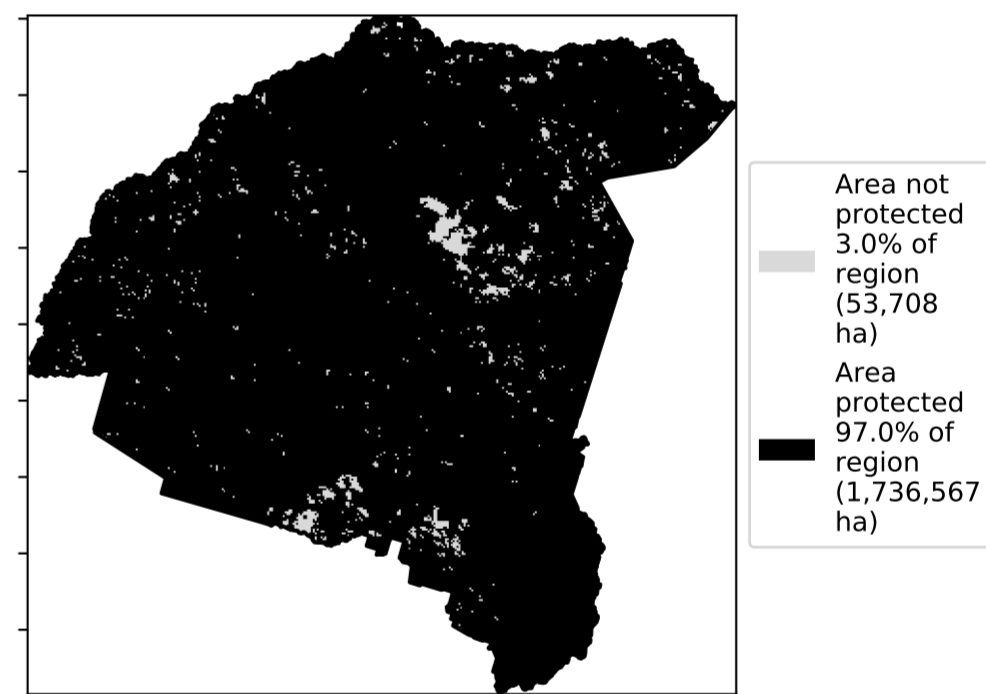 Area not
protected
3.0% of
region
(53,708
ha)
Area
protected
97.0% of
region
(1,736,567
ha)